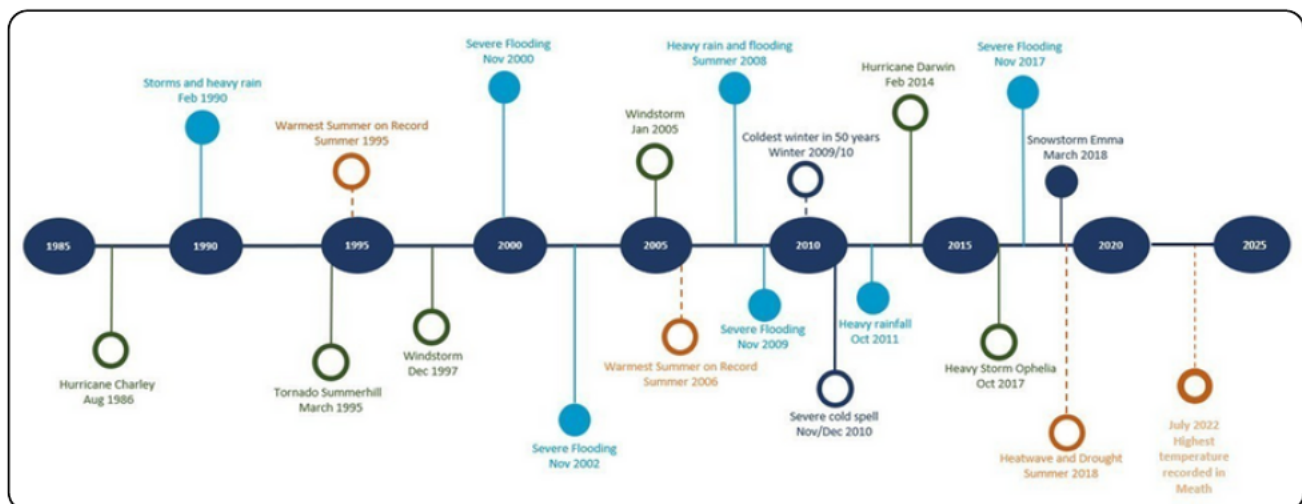 Severe Flooding
Nov 2000
Heavy rain and flooding
Summer 2008
Severe Flooding
Nov 2017
Hurricane Darwin
Feb 2014
Storms and heavy rain
Feb 1990
Windstorm
Jan 2005
Warmest Summer on Record
Summer 1995
Coldest winter in 50 years
Winter 2009/10
Snowstorm Emma
March 2018
1985
1990
1995
2000
2005
2010
2015
2020
2025
Severe Flooding
Nov 2009
Heavy rainfall
Oct 2011
Windstorm
Dec 1997
Warmest Summer on Record
Summer 2006
Heavy Storm Ophelia
Oct 2017
Hurricane Charley
Aug 1986
Tornado Summerhill
March 1995
Severe cold spell
Nov/Dec 2010
Severe Flooding
Nov 2002
Heatwave and Drought
Summer 2018
July 2022
Highest
temperature
recorded in
Meath